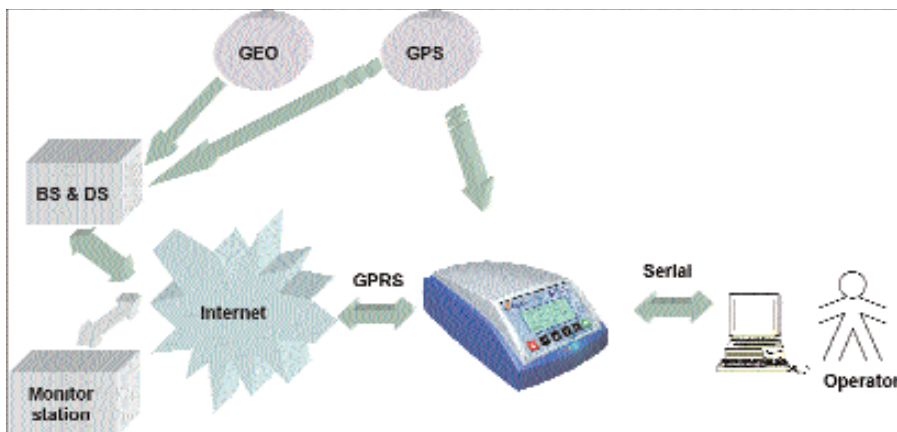 GEO
GPS
BS & DS
Internet
GPRS
Serial
Monitor
station
Operator